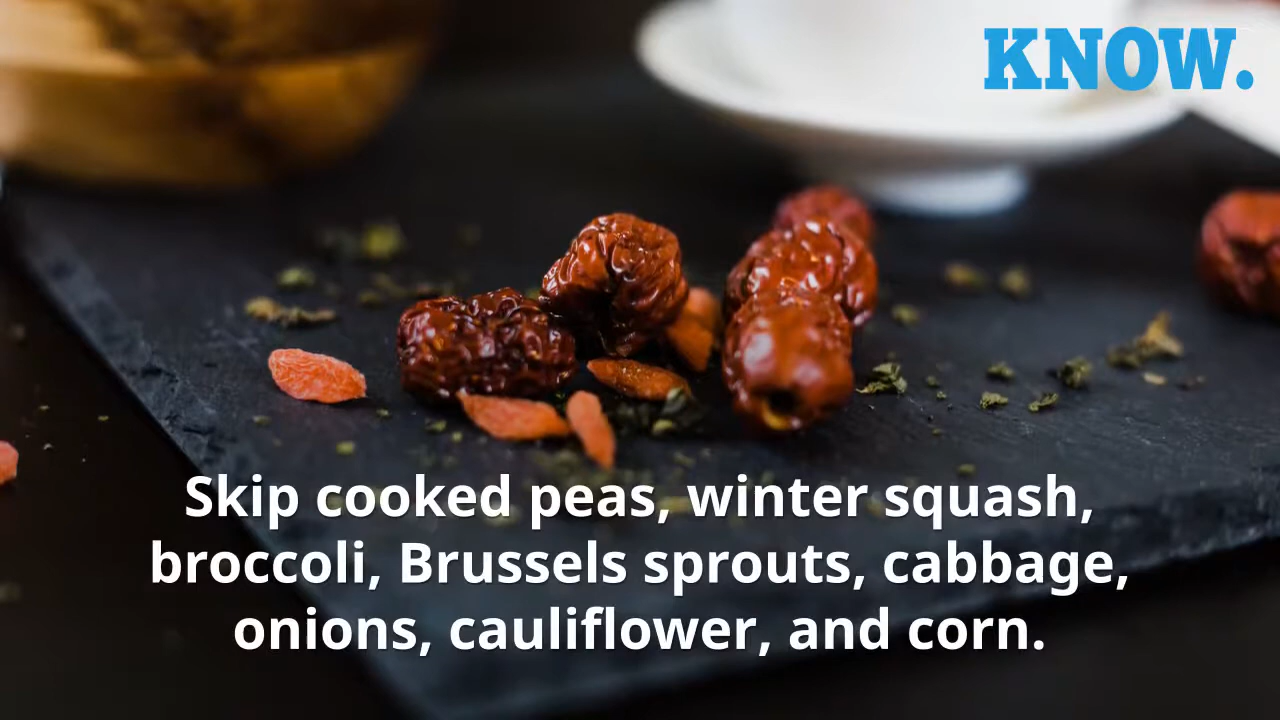 KNOW.
Skip cooked peas, winter squash,
broccoli, Brussels sprouts, cabbage,
onions, cauliflower, and corn.